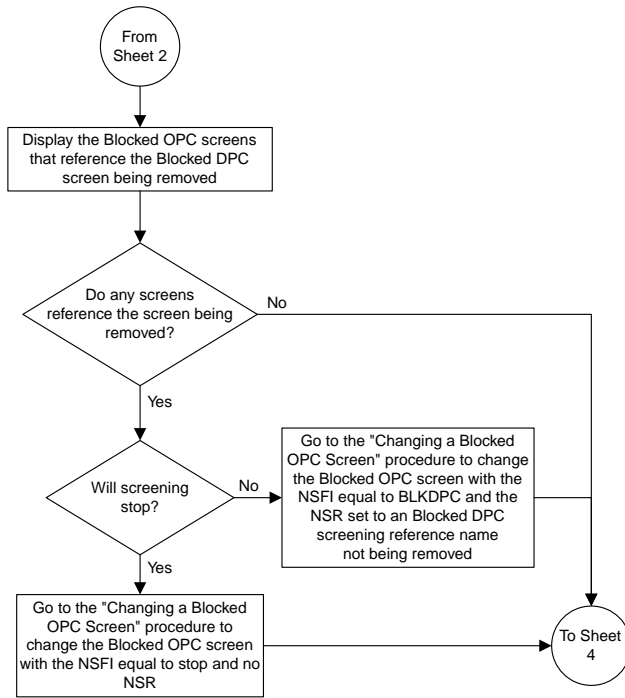 From
Sheet 2
Display the Blocked OPC screens
that reference the Blocked DPC
screen being removed
Do any screens
reference the screen being
removed?
No
Yes
Will screening
stop?
No
Go to the "Changing a Blocked
OPC Screen" procedure to change
the Blocked OPC screen with the
NSFI equal to BLKDPC and the
NSR set to an Blocked DPC
screening reference name
not being removed
Yes
Go to the "Changing a Blocked
OPC Screen" procedure to
change the Blocked OPC screen
with the NSFI equal to stop and no
NSR
To Sheet
4